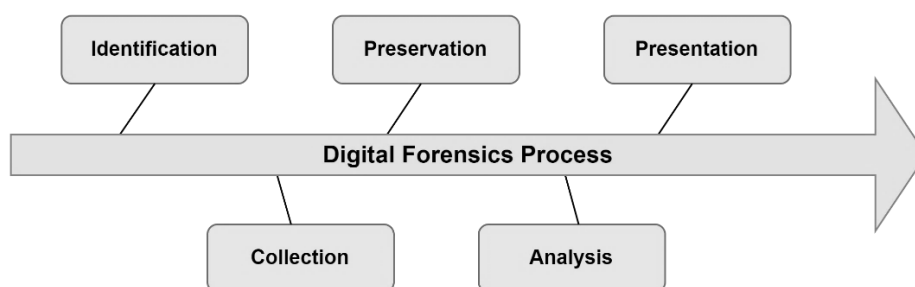 Identification
Preservation
Presentation
Digital Forensics Process
Collection
Analysis